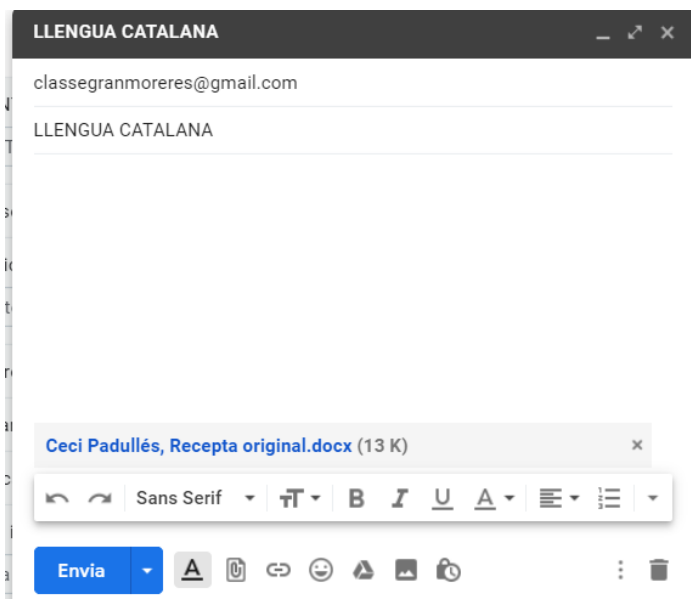 LLENGUA CATALANA
classegranmoreres@gmail.com
LLENGUA CATALANA
Ceci Padullés, Recepta original.docx (13 K)
Sans Serif
Envia